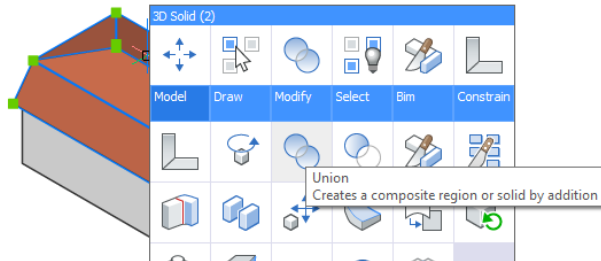 3D Solid (2)
Model Draw Modify Select Bim Constrain
Union
Creates a composite region or solid by addition